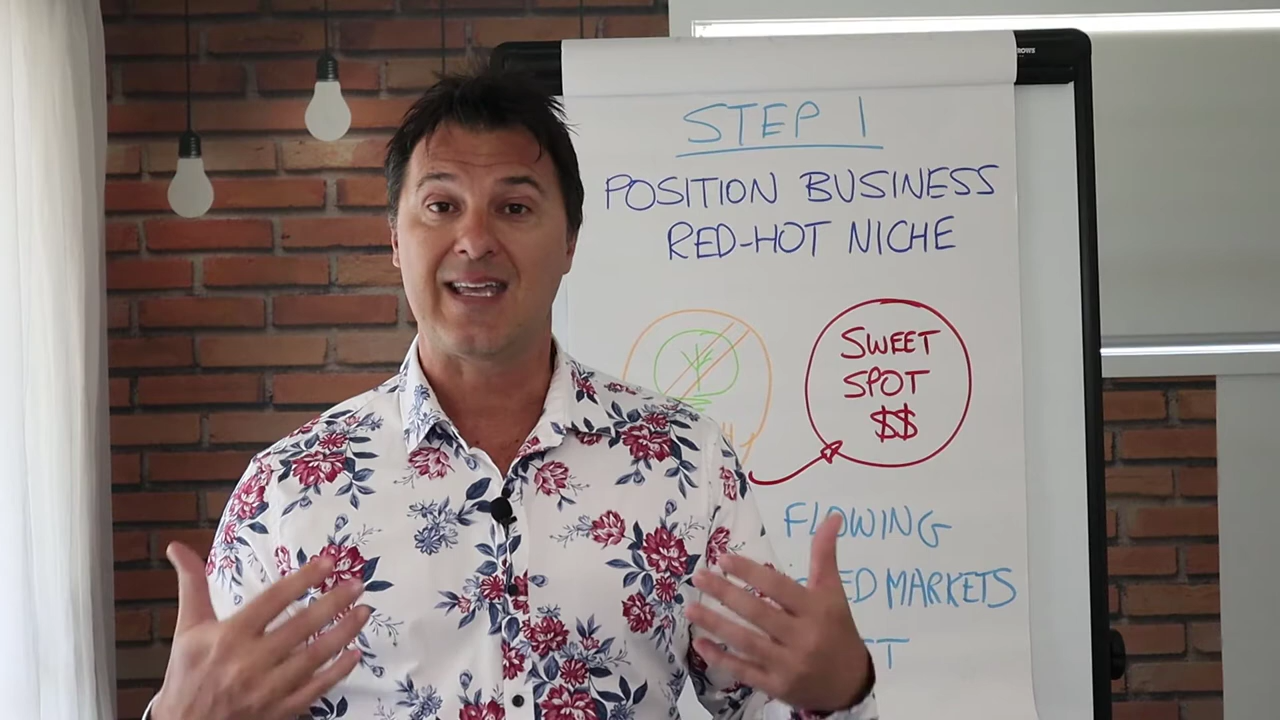 STEP 1
POSITION BUSINESS
RED-HOT NICHE
SWEET
SPOT
$$
FLOWING
MARKETS